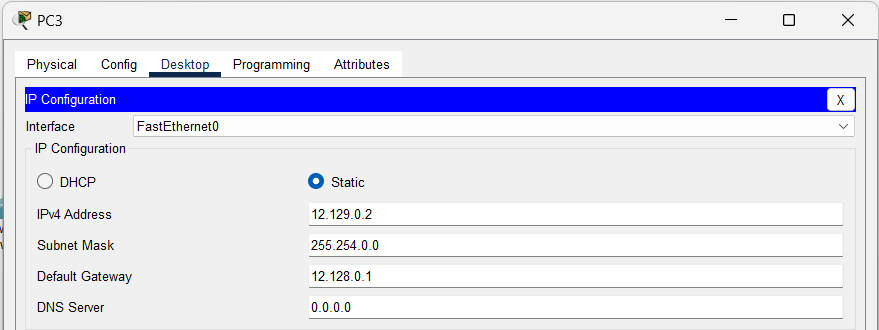 PC3
Physical Config Desktop Programming Attributes
IP Configuration X
Interface FastEthernet0
IP Configuration
DHCP Static
IPv4 Address 12.129.0.2
Subnet Mask 255.254.0.0
Default Gateway 12.128.0.1
DNS Server 0.0.0.0